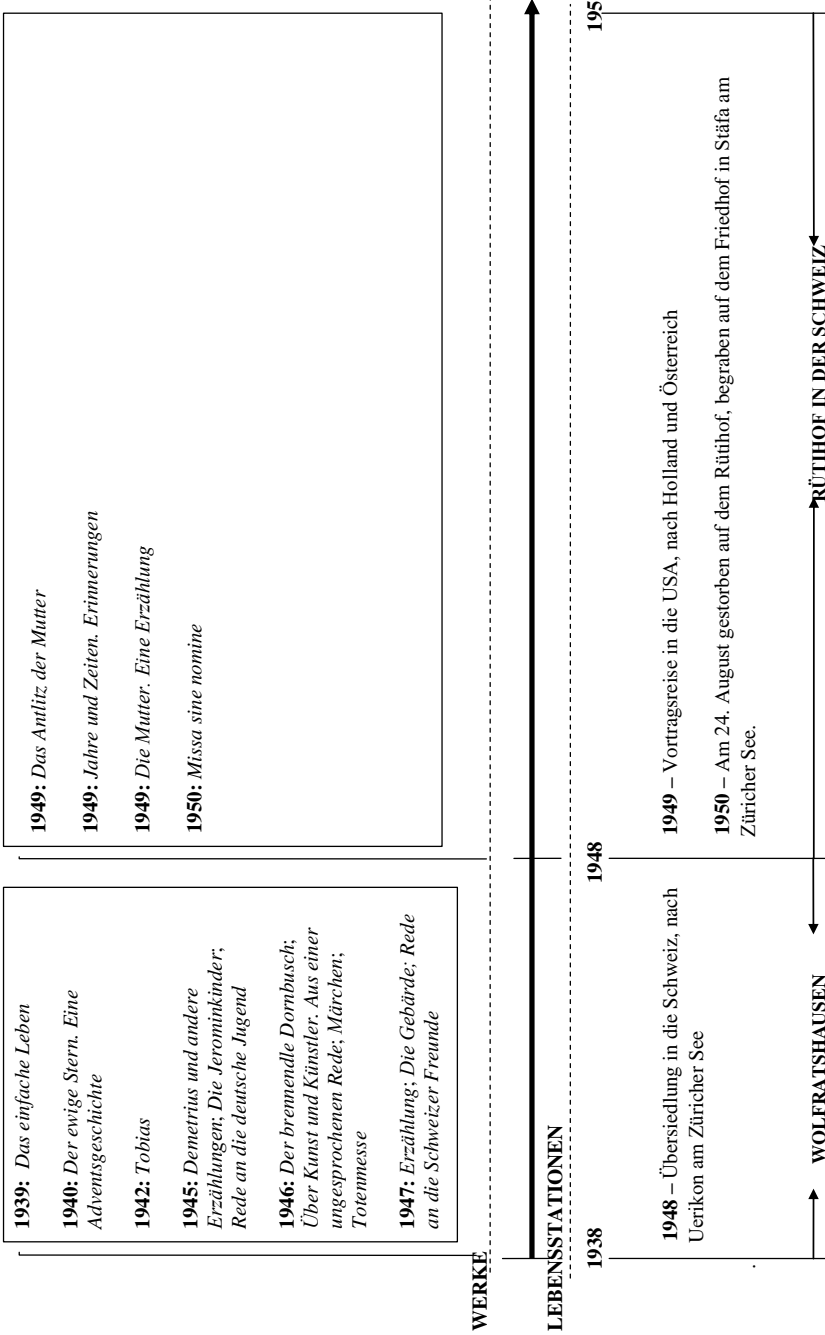 WERKE
1939: Das einfache Leben
1940: Der ewige Stern. Eine
Adventsgeschichte
1942: Tobias
1945: Demetrius und andere
Erzählungen; Die Jerominkinder;
Rede an die deutsche Jugend
1946: Der brennendle Dornbusch;
Über Kunst und Künstler. Aus einer
ungesprochenen Rede; Märchen;
Totenmesse
1947: Erzählung; Die Gebärde; Rede
an die Schweizer Freunde
1949: Das Antlitz der Mutter
1949: Jahre und Zeiten. Erinnerungen
1949: Die Mutter. Eine Erzählung
1950: Missa sine nomine
LEBENSSTATIONEN
1938
1948
195
1948 – Übersiedlung in die Schweiz, nach
Uerikon am Züricher See
1949 – Vortragsreise in die USA, nach Holland und Österreich
1950 – Am 24. August gestorben auf dem Rütihof, begraben auf dem Friedhof in Stäfa am
Züricher See.
WOLFRATSHAUSEN
RÜTIHOF IN DER SCHWEIZ